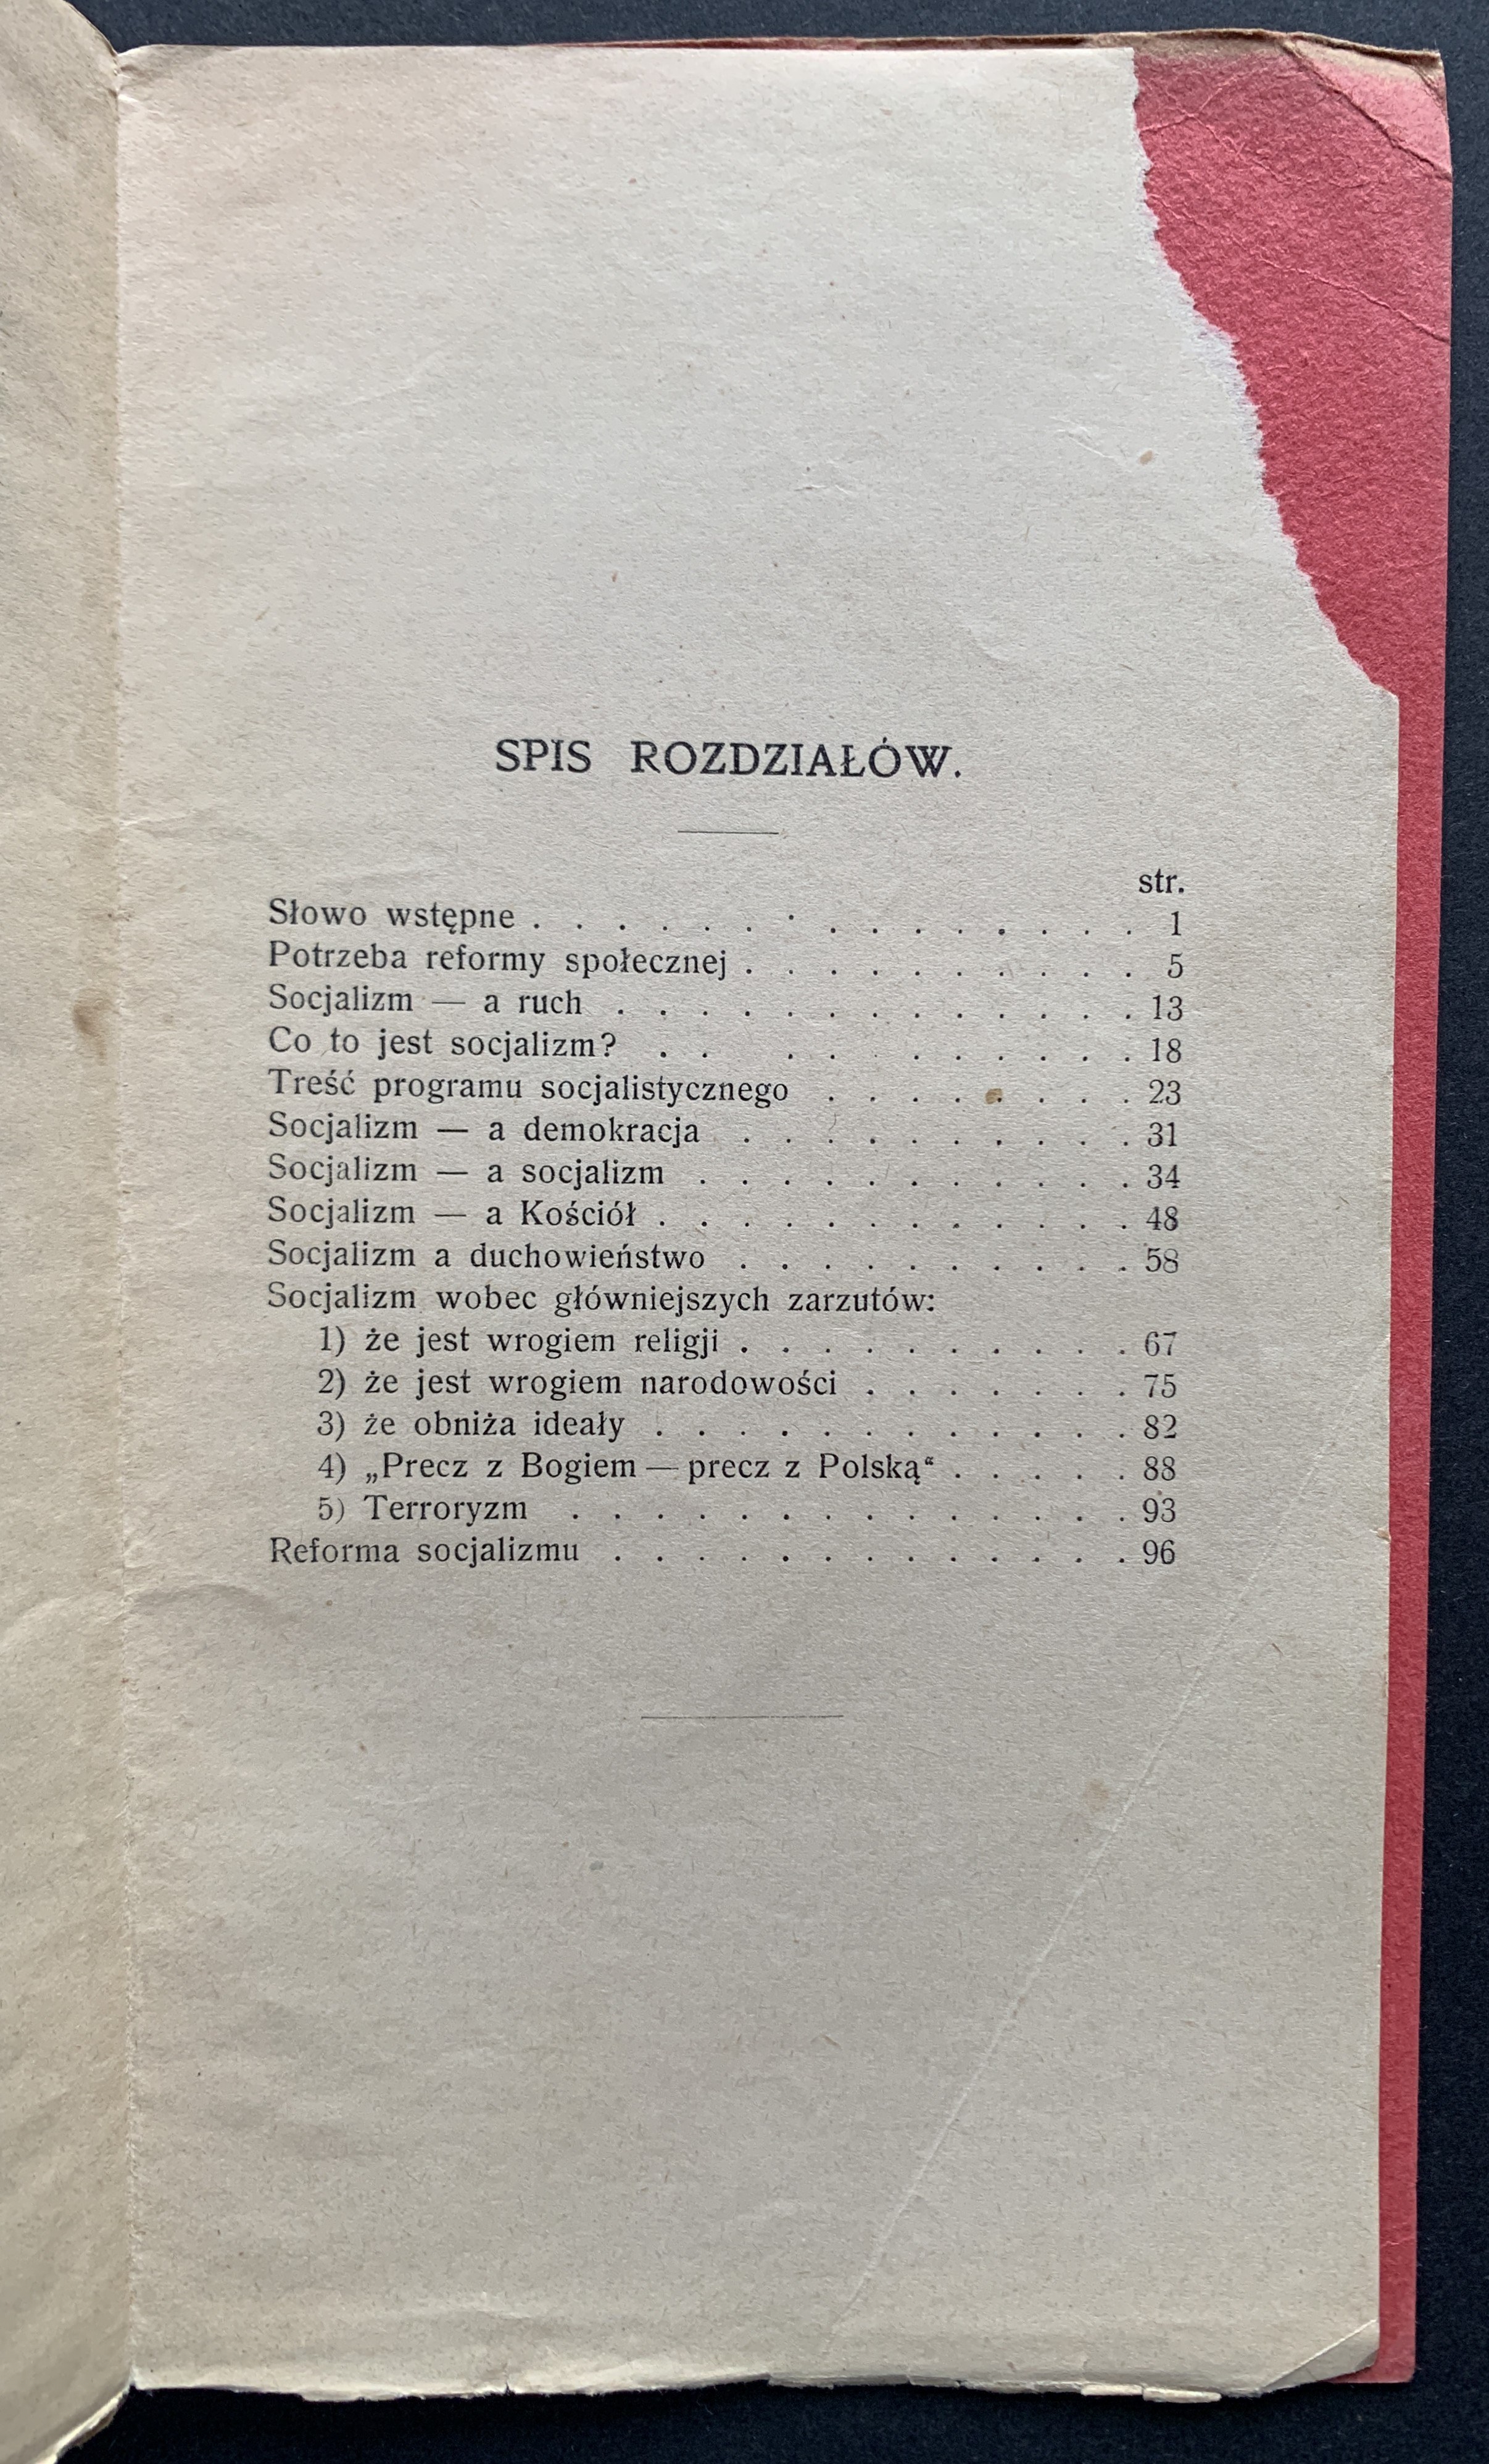 SPIS ROZDZIAŁÓW.
str.
Słowo wstępne . . . . . . . . . . . . . . . 1
Potrzeba reformy społecznej . . . . . . . . . . 5
Socjalizm — a ruch . . . . . . . . . . . . . 13
Co to jest socjalizm? . . . . . . . . . . . 18
Treść programu socjalistycznego . . . . . . . . 23
Socjalizm — a demokracja . . . . . . . . . . 31
Socjalizm — a socjalizm . . . . . . . . . . . 34
Socjalizm — a Kościół . . . . . . . . . . . . 48
Socjalizm a duchowieństwo . . . . . . . . . . 58
Socjalizm wobec główniejszych zarzutów:
1) że jest wrogiem religji . . . . . . . . . . 67
2) że jest wrogiem narodowości . . . . . . . 75
3) że obniża ideały . . . . . . . . . . . . 82
4) „Precz z Bogiem — precz z Polską“ . . . . . 88
5) Terroryzm . . . . . . . . . . . . . . 93
Reforma socjalizmu . . . . . . . . . . . . . 96